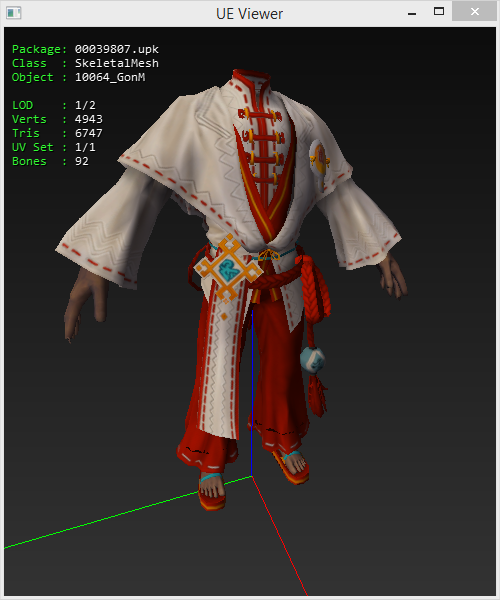 UE Viewer
Package: 00039807.upk
Class  : SkeletalMesh
Object : 10064_GonM
LOD    : 1/2
Verts  : 4943
Tris   : 6747
UV Set : 1/1
Bones  : 92